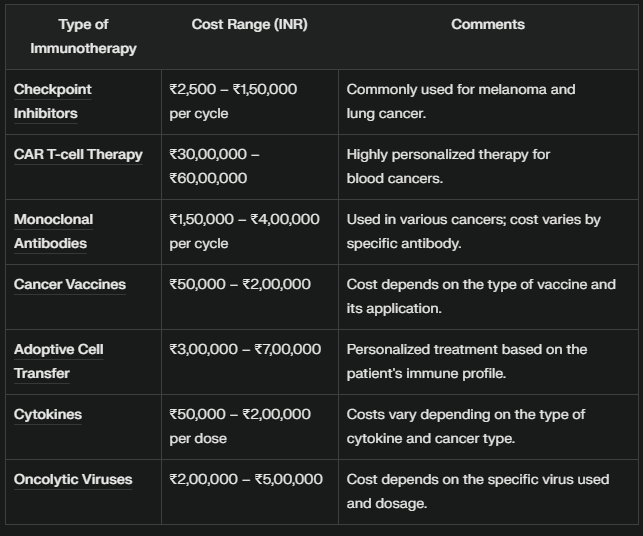 Type of Immunotherapy
Cost Range (INR)
Comments
Checkpoint Inhibitors
₹2,500 – ₹1,50,000 per cycle
Commonly used for melanoma and lung cancer.
CAR T-cell Therapy
₹30,00,000 – ₹60,00,000
Highly personalized therapy for blood cancers.
Monoclonal Antibodies
₹1,50,000 – ₹4,00,000 per cycle
Used in various cancers; cost varies by specific antibody.
Cancer Vaccines
₹50,000 – ₹2,00,000
Cost depends on the type of vaccine and its application.
Adoptive Cell Transfer
₹3,00,000 – ₹7,00,000
Personalized treatment based on the patient's immune profile.
Cytokines
₹50,000 – ₹2,00,000 per dose
Costs vary depending on the type of cytokine and cancer type.
Oncolytic Viruses
₹2,00,000 – ₹5,00,000
Cost depends on the specific virus used and dosage.